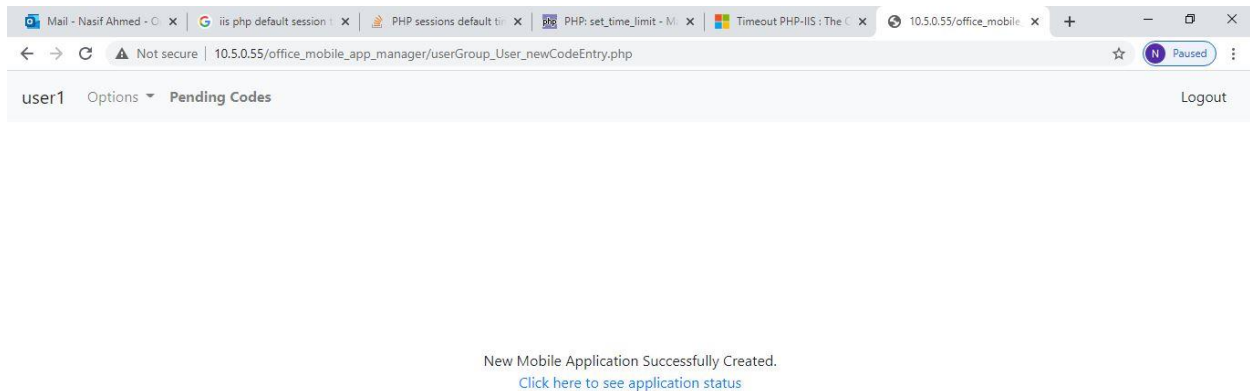 Mail - Nasif Ahmed - O
iis php default session t
PHP sessions default tim
PHP: set_time_limit - M
Timeout PHP-IIS : The O
10.5.0.55/office_mobile
Not secure | 10.5.0.55/office_mobile_app_manager/userGroup_User_newCodeEntry.php
N Paused
user1 Options Pending Codes Logout
New Mobile Application Successfully Created.
Click here to see application status